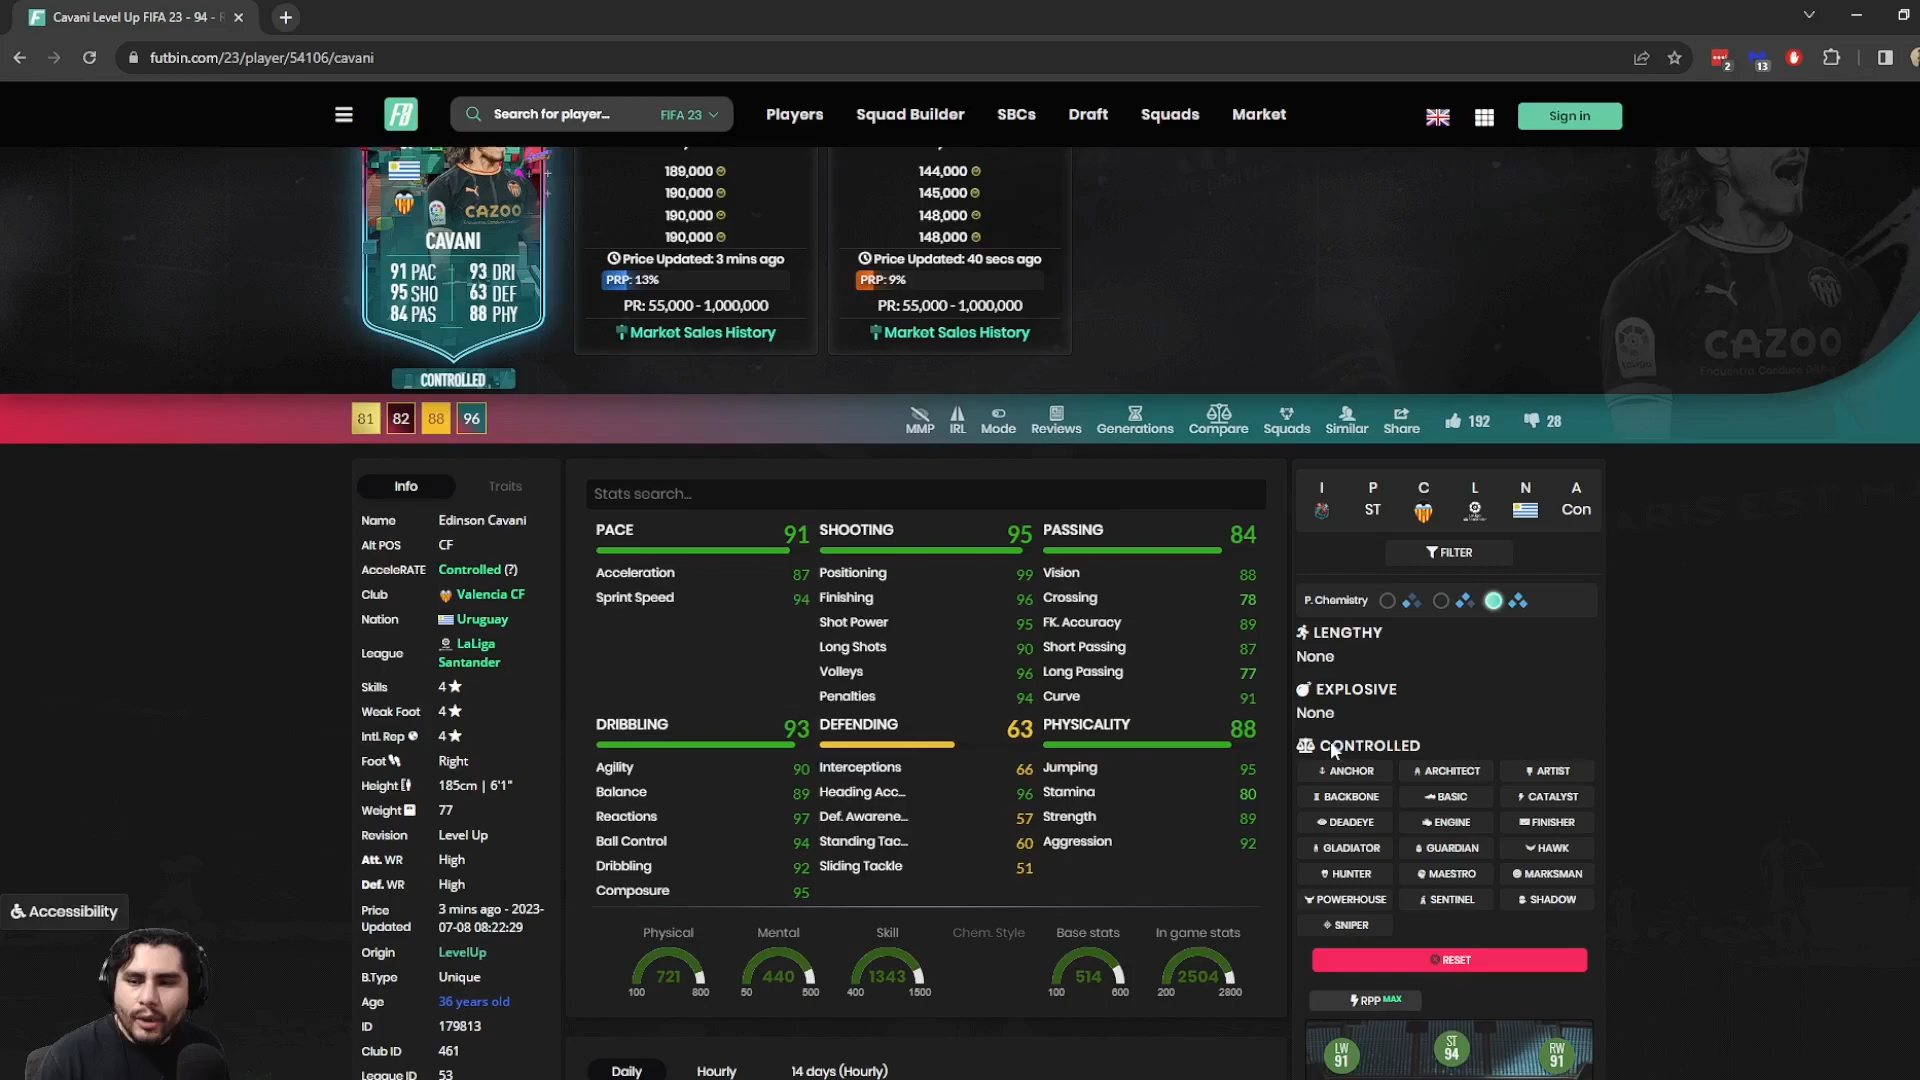 Cavani Level Up FIFA 23 - 94 -
futbin.com/23/player/54106/cavani
2
13
Search for player...
FIFA 23
Players
Squad Builder
SBCs
Draft
Squads
Market
Sign in
CAZOO
CAVANI
91 PAC 93 DRI
95 SHO 63 DEF
84 PAS 88 PHY
CONTROLLED
189,000
190,000
190,000
190,000
Price Updated: 3 mins ago
PRP: 13%
PR: 55,000 - 1,000,000
Market Sales History
144,000
145,000
148,000
148,000
Price Updated: 40 secs ago
PRP: 9%
PR: 55,000 - 1,000,000
Market Sales History
CAZOO
81 82 88 96
MMP
IRL
Mode
Reviews
Generations
Compare
Squads
Similar
Share
192
28
Info
Traits
Name Edinson Cavani
Alt POS CF
AcceleRATE Controlled (?)
Club Valencia CF
Nation Uruguay
League LaLiga
Santander
Skills 4
Weak Foot 4
Intl. Rep 4
Foot Right
Height 185cm | 6'1"
Weight 77
Revision Level Up
Att. WR High
Def. WR High
Price
Updated
3 mins ago - 2023-
07-08 08:22:29
Origin LevelUp
B.Type Unique
Age 36 years old
ID 179813
Club ID 461
League ID 53
Stats search...
PACE 91
Acceleration 87
Sprint Speed 94
SHOOTING 95
Positioning 99
Finishing 96
Shot Power 95
Long Shots 90
Volleys 96
Penalties 94
PASSING 84
Vision 88
Crossing 78
FK. Accuracy 89
Short Passing 87
Long Passing 77
Curve 91
DRIBBLING 93
Agility 90
Balance 89
Reactions 97
Ball Control 94
Dribbling 92
Composure 95
DEFENDING 63
Interceptions 66
Heading Acc... 96
Def. Awarene... 57
Standing Tac... 60
Sliding Tackle 51
PHYSICALITY 88
Jumping 95
Stamina 80
Strength 89
Aggression 92
Physical
721
100 800
Mental
440
50 500
Skill
1343
400 1500
Chem. Style
Base stats
514
100 600
In game stats
2504
200 2800
Daily
Hourly
14 days (Hourly)
I P C L N A
ST Con
FILTER
P. Chemistry
LENGTHY
None
EXPLOSIVE
None
CONTROLLED
ANCHOR ARCHITECT ARTIST
BACKBONE BASIC CATALYST
DEADEYE ENGINE FINISHER
GLADIATOR GUARDIAN HAWK
HUNTER MAESTRO MARKSMAN
POWERHOUSE SENTINEL SHADOW
SNIPER
RESET
RPP MAX
LW
91
ST
94
RW
91
Accessibility